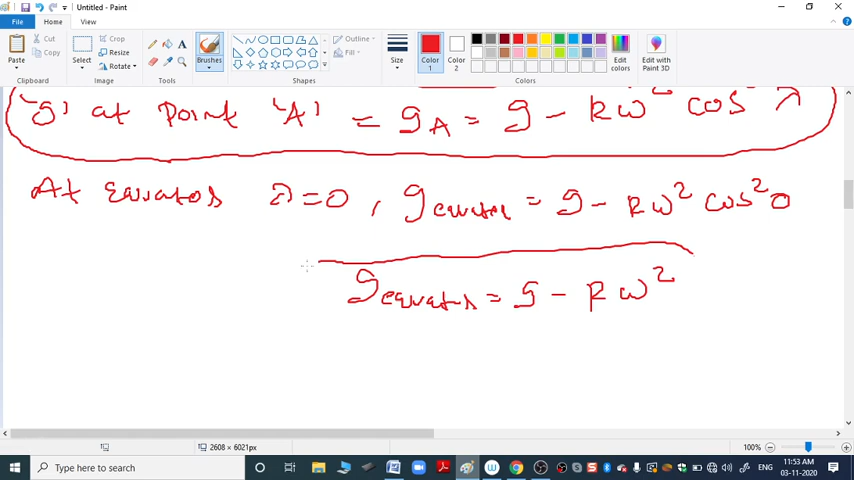 Untitled - Paint
File Home View
Paste Cut Copy Select Crop Resize Rotate Brushes Outline Fill Size Color 1 Color 2 Edit colors Edit with Paint 3D
Clipboard Image Tools Shapes Colors
'g' at point 'A' = gA = g - Rω² cos² λ
At Equator λ=0, gequator = g - Rω² cos² 0
gequator = g - Rω²
2608 × 6021px 100%
Type here to search ENG 11:53 AM
03-11-2020